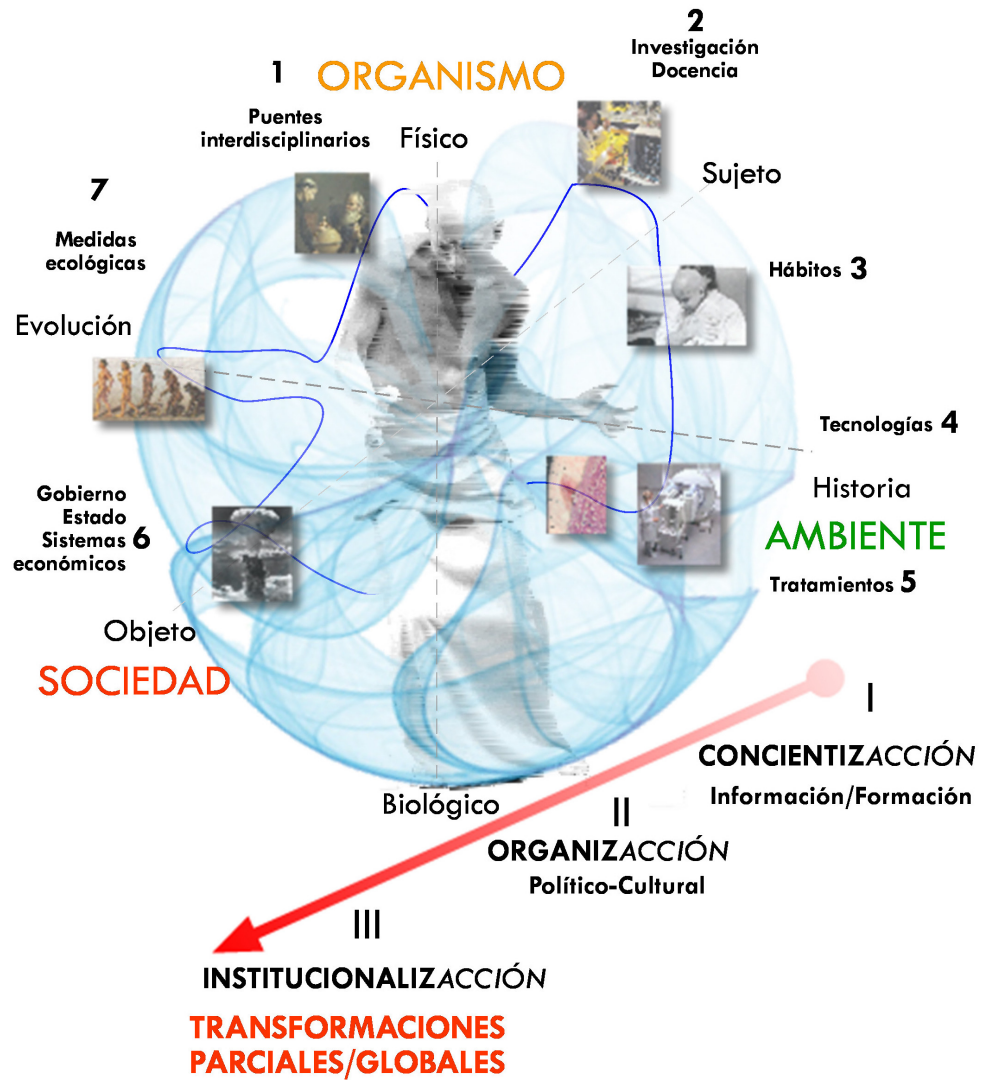 2
Investigación
Docencia
1
ORGANISMO
Puentes
interdisciplinarios
Físico
Sujeto
7
Medidas
ecológicas
Hábitos 3
Evolución
Tecnologías 4
Historia
AMBIENTE
Gobierno
Estado
Sistemas 6
económicos
Tratamientos 5
Objeto
SOCIEDAD
I
CONCIENTIZACCIÓN
Información/Formación
Biológico
II
ORGANIZACCIÓN
Político-Cultural
III
INSTITUCIONALIZACCIÓN
TRANSFORMACIONES
PARCIALES/GLOBALES